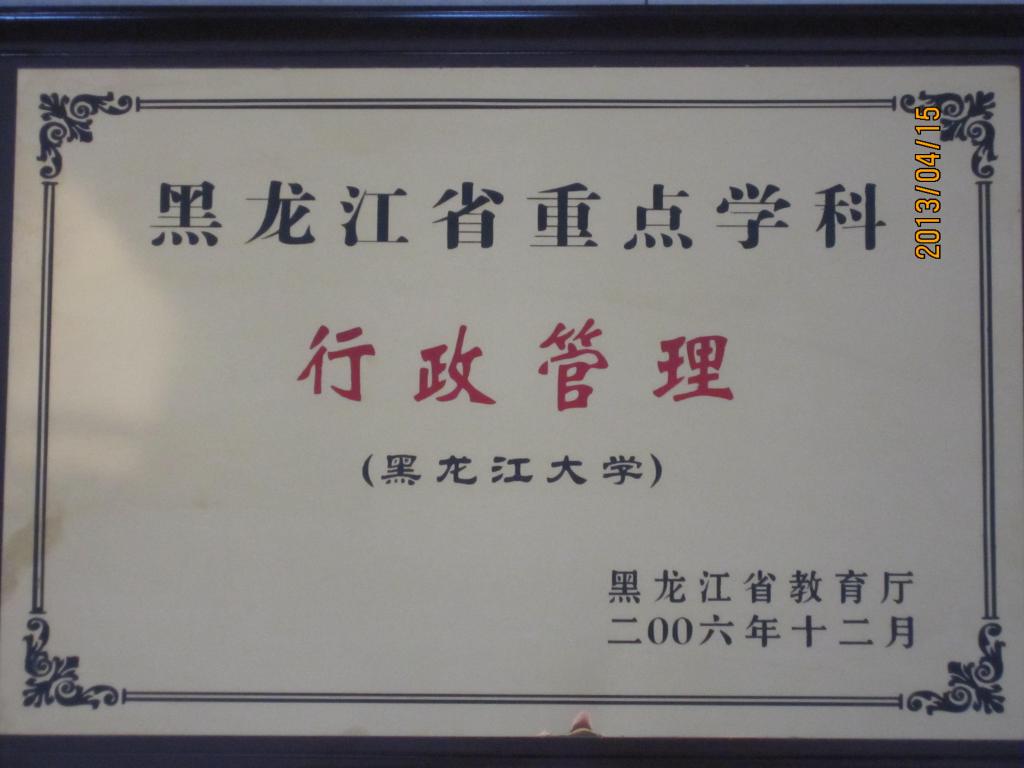 黑龙江省重点学科
行政管理
(黑龙江大学)
黑龙江省教育厅
二00六年十二月
2013/04/15